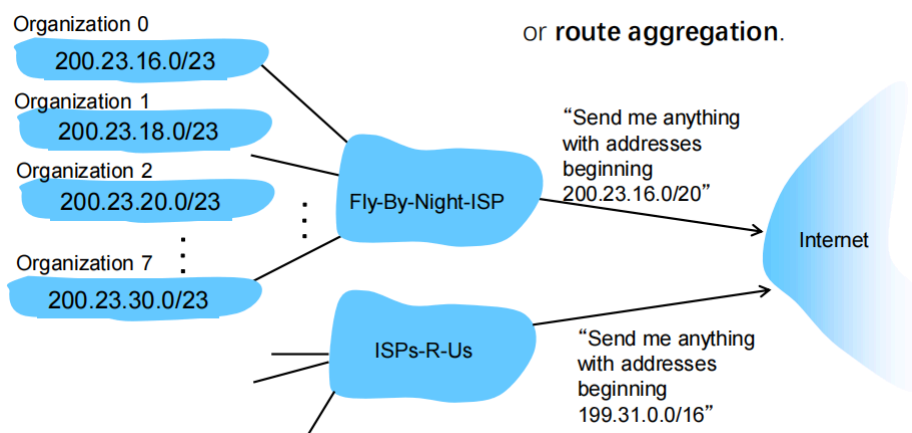 or route aggregation.
Organization 0
200.23.16.0/23
Organization 1
200.23.18.0/23
Organization 2
200.23.20.0/23
Organization 7
200.23.30.0/23
Fly-By-Night-ISP
“Send me anything
with addresses
beginning
200.23.16.0/20”
Internet
ISPs-R-Us
“Send me anything
with addresses
beginning
199.31.0.0/16”